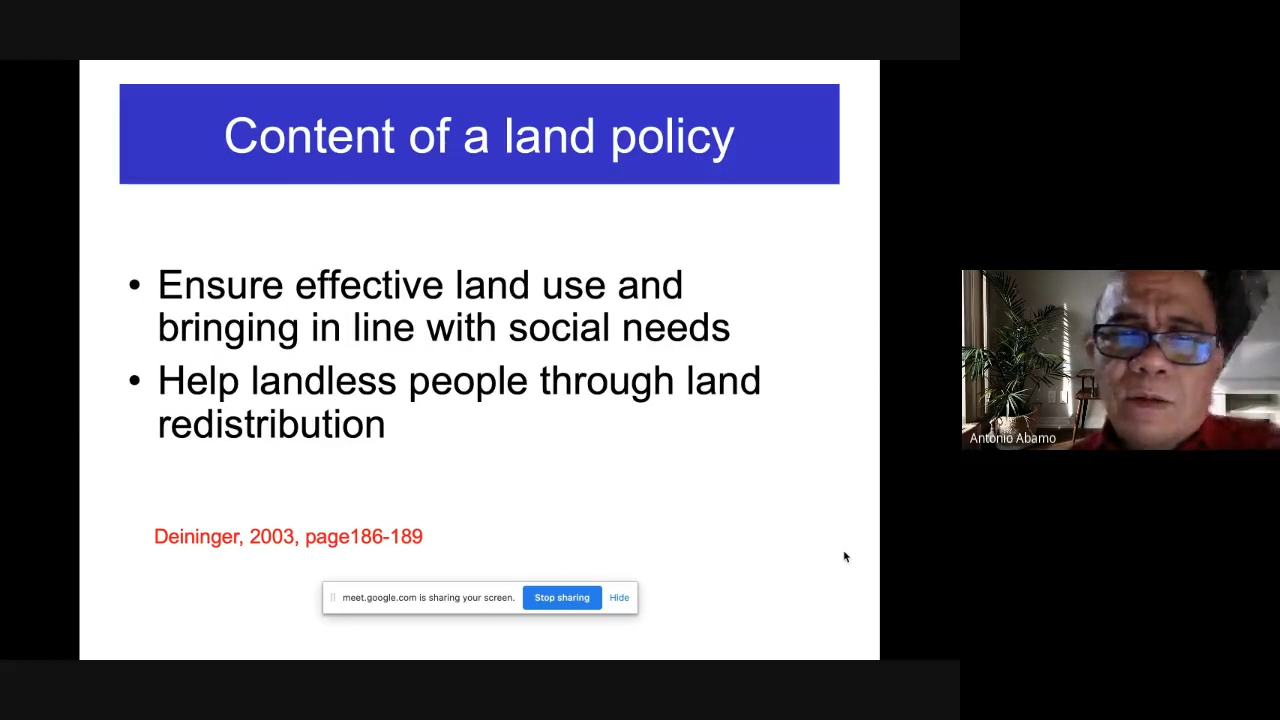 Content of a land policy
• Ensure effective land use and
bringing in line with social needs
• Help landless people through land
redistribution
Deininger, 2003, page186-189
meet.google.com is sharing your screen. Stop sharing Hide
Antonio Abamo